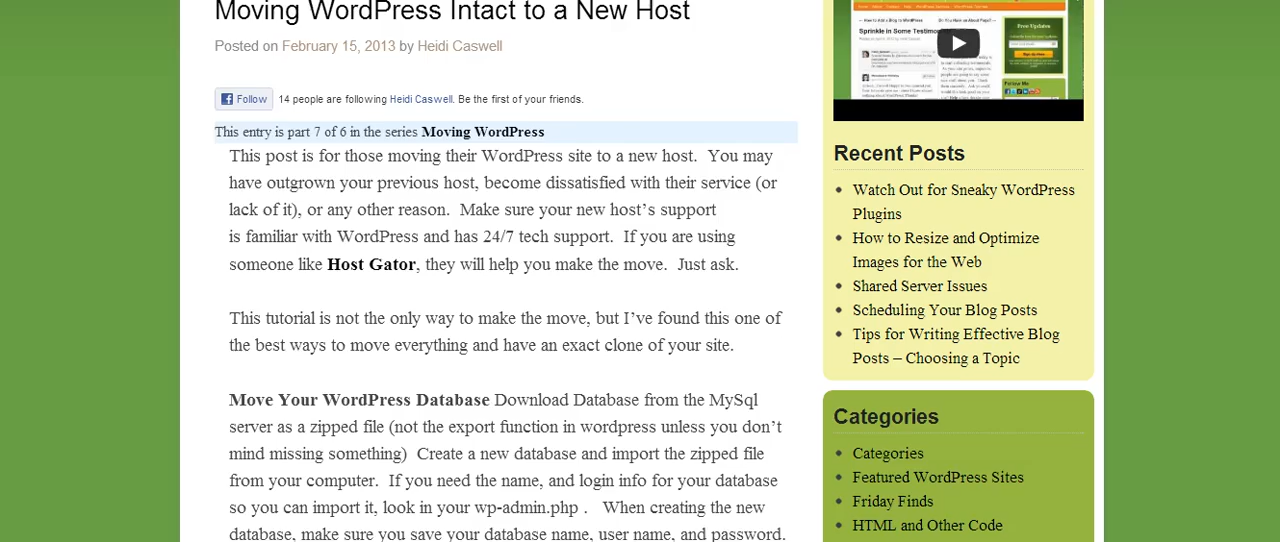 Moving WordPress Intact to a New Host
Posted on February 15, 2013 by Heidi Caswell
Follow 14 people are following Heidi Caswell. Be the first of your friends.
This entry is part 7 of 6 in the series Moving WordPress
This post is for those moving their WordPress site to a new host.  You may
have outgrown your previous host, become dissatisfied with their service (or
lack of it), or any other reason.  Make sure your new host’s support
is familiar with WordPress and has 24/7 tech support.  If you are using
someone like Host Gator, they will help you make the move.  Just ask.
This tutorial is not the only way to make the move, but I’ve found this one of
the best ways to move everything and have an exact clone of your site.
Move Your WordPress Database Download Database from the MySql
server as a zipped file (not the export function in wordpress unless you don’t
mind missing something)  Create a new database and import the zipped file
from your computer.  If you need the name, and login info for your database
so you can import it, look in your wp-admin.php .   When creating the new
database, make sure you save your database name, user name, and password.
Sprinkle in Some
Free Updates
Follow Me
Recent Posts
Watch Out for Sneaky WordPress
Plugins
How to Resize and Optimize
Images for the Web
Shared Server Issues
Scheduling Your Blog Posts
Tips for Writing Effective Blog
Posts – Choosing a Topic
Categories
Categories
Featured WordPress Sites
Friday Finds
HTML and Other Code